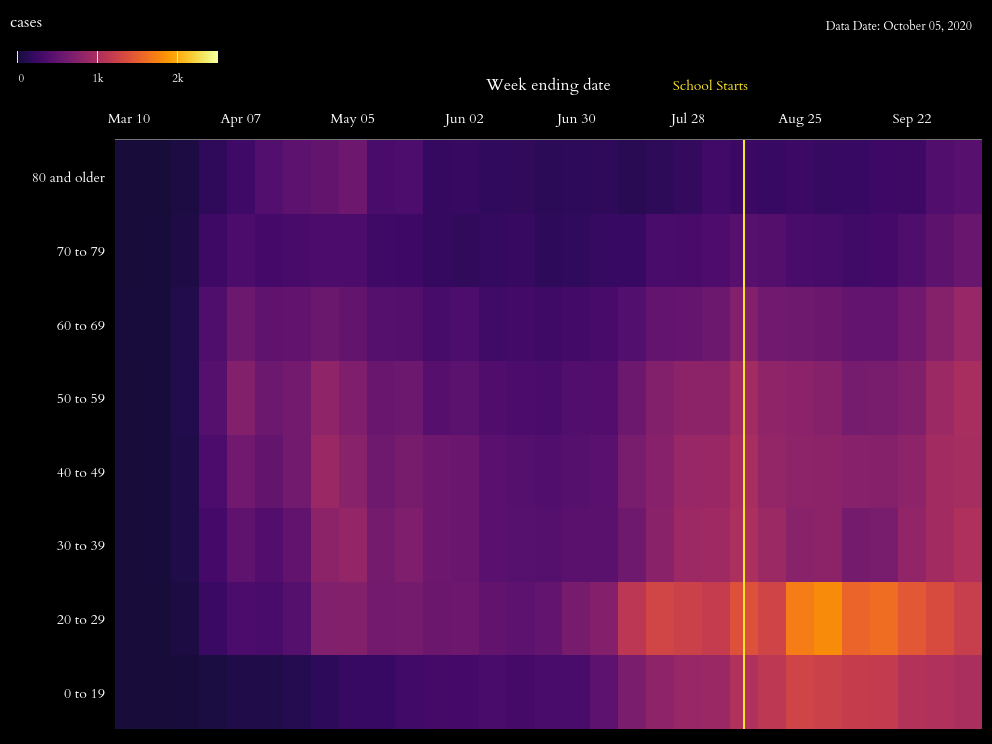 cases
Data Date: October 05, 2020
0 1k 2k
Week ending date
School Starts
Mar 10 Apr 07 May 05 Jun 02 Jun 30 Jul 28 Aug 25 Sep 22
80 and older
70 to 79
60 to 69
50 to 59
40 to 49
30 to 39
20 to 29
0 to 19